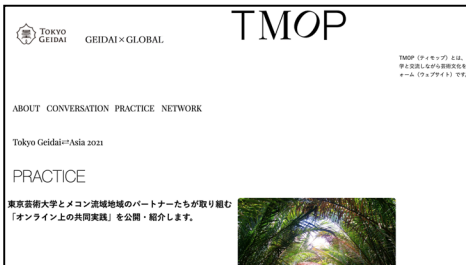 TOKYO
GEIDAI
GEIDAI×GLOBAL
TMOP
TMOP（ティモップ）とは、
学と交流しながら芸術文化を
ォーム（ウェブサイト）です。
ABOUT CONVERSATION PRACTICE NETWORK
Tokyo Geidai⇄Asia 2021
PRACTICE
東京芸術大学とメコン流域地域のパートナーたちが取り組む
「オンライン上の共同実践」を公開・紹介します。